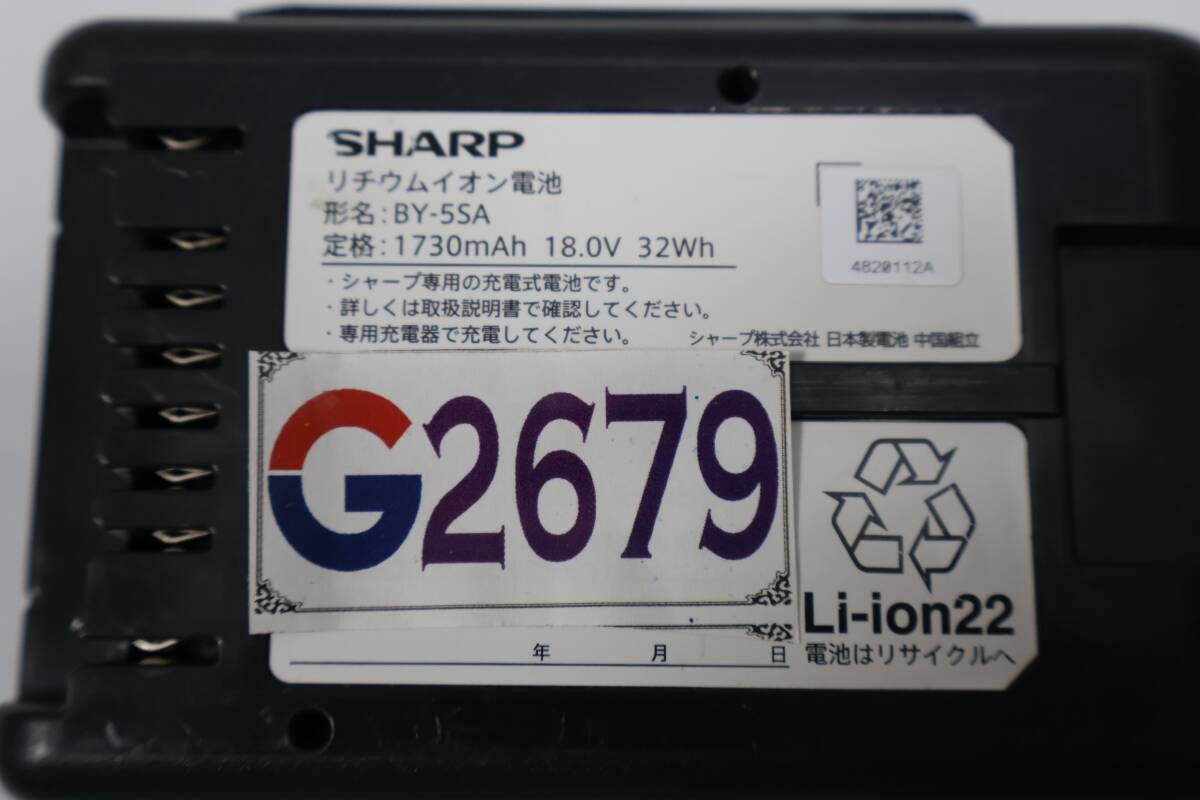 SHARP
リチウムイオン電池
形名:BY-5SA
定格:1730mAh 18.0V 32Wh
・シャープ専用の充電式電池です。
・詳しくは取扱説明書で確認してください。
・専用充電器で充電してください。
シャープ株式会社 日本製電池 中国組立
4820112A
G2679
Li-ion22
電池はリサイクルへ
年 月 日